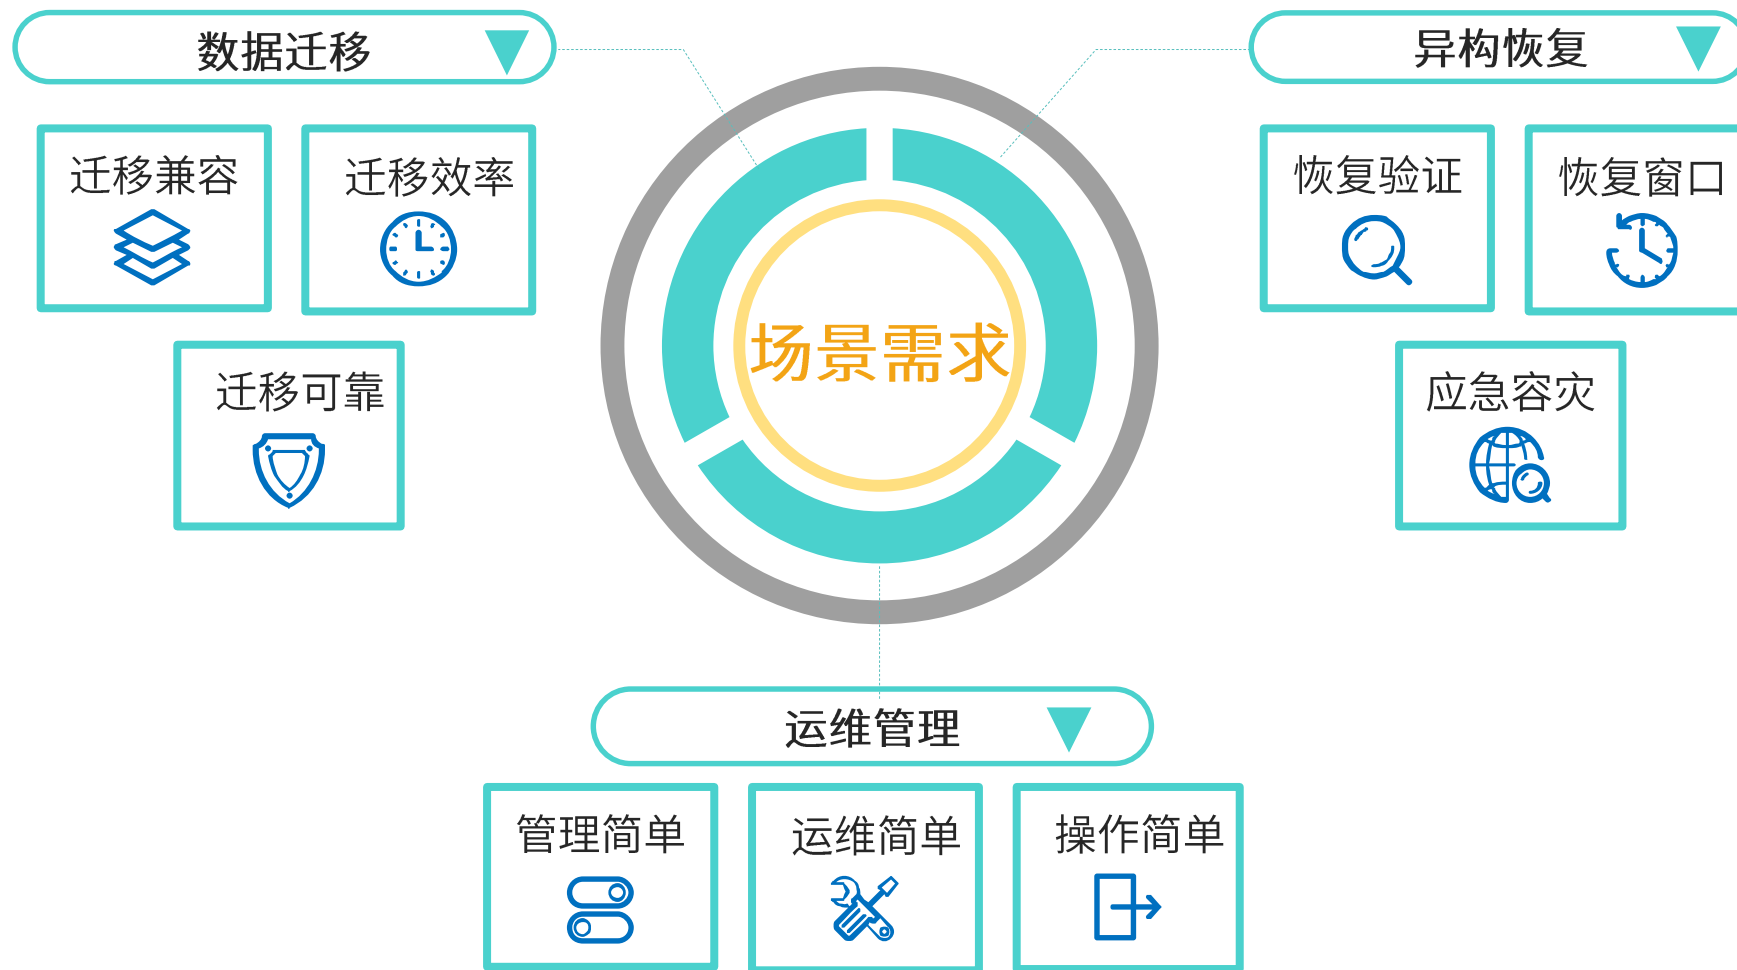 数据迁移
迁移兼容
迁移效率
迁移可靠
异构恢复
恢复验证
恢复窗口
应急容灾
场景需求
运维管理
管理简单
运维简单
操作简单